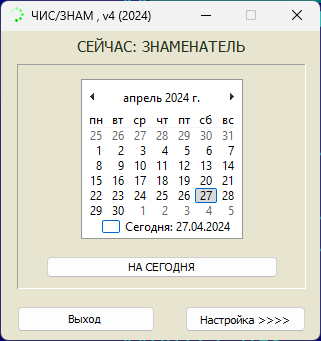 ЧИС/ЗНАМ , v4 (2024)
СЕЙЧАС: ЗНАМЕНАТЕЛЬ
апрель 2024 г.
пн вт ср чт пт сб вс
25 26 27 28 29 30 31
1 2 3 4 5 6 7
8 9 10 11 12 13 14
15 16 17 18 19 20 21
22 23 24 25 26 27 28
29 30 1 2 3 4 5
Сегодня: 27.04.2024
НА СЕГОДНЯ
Выход
Настройка >>>>